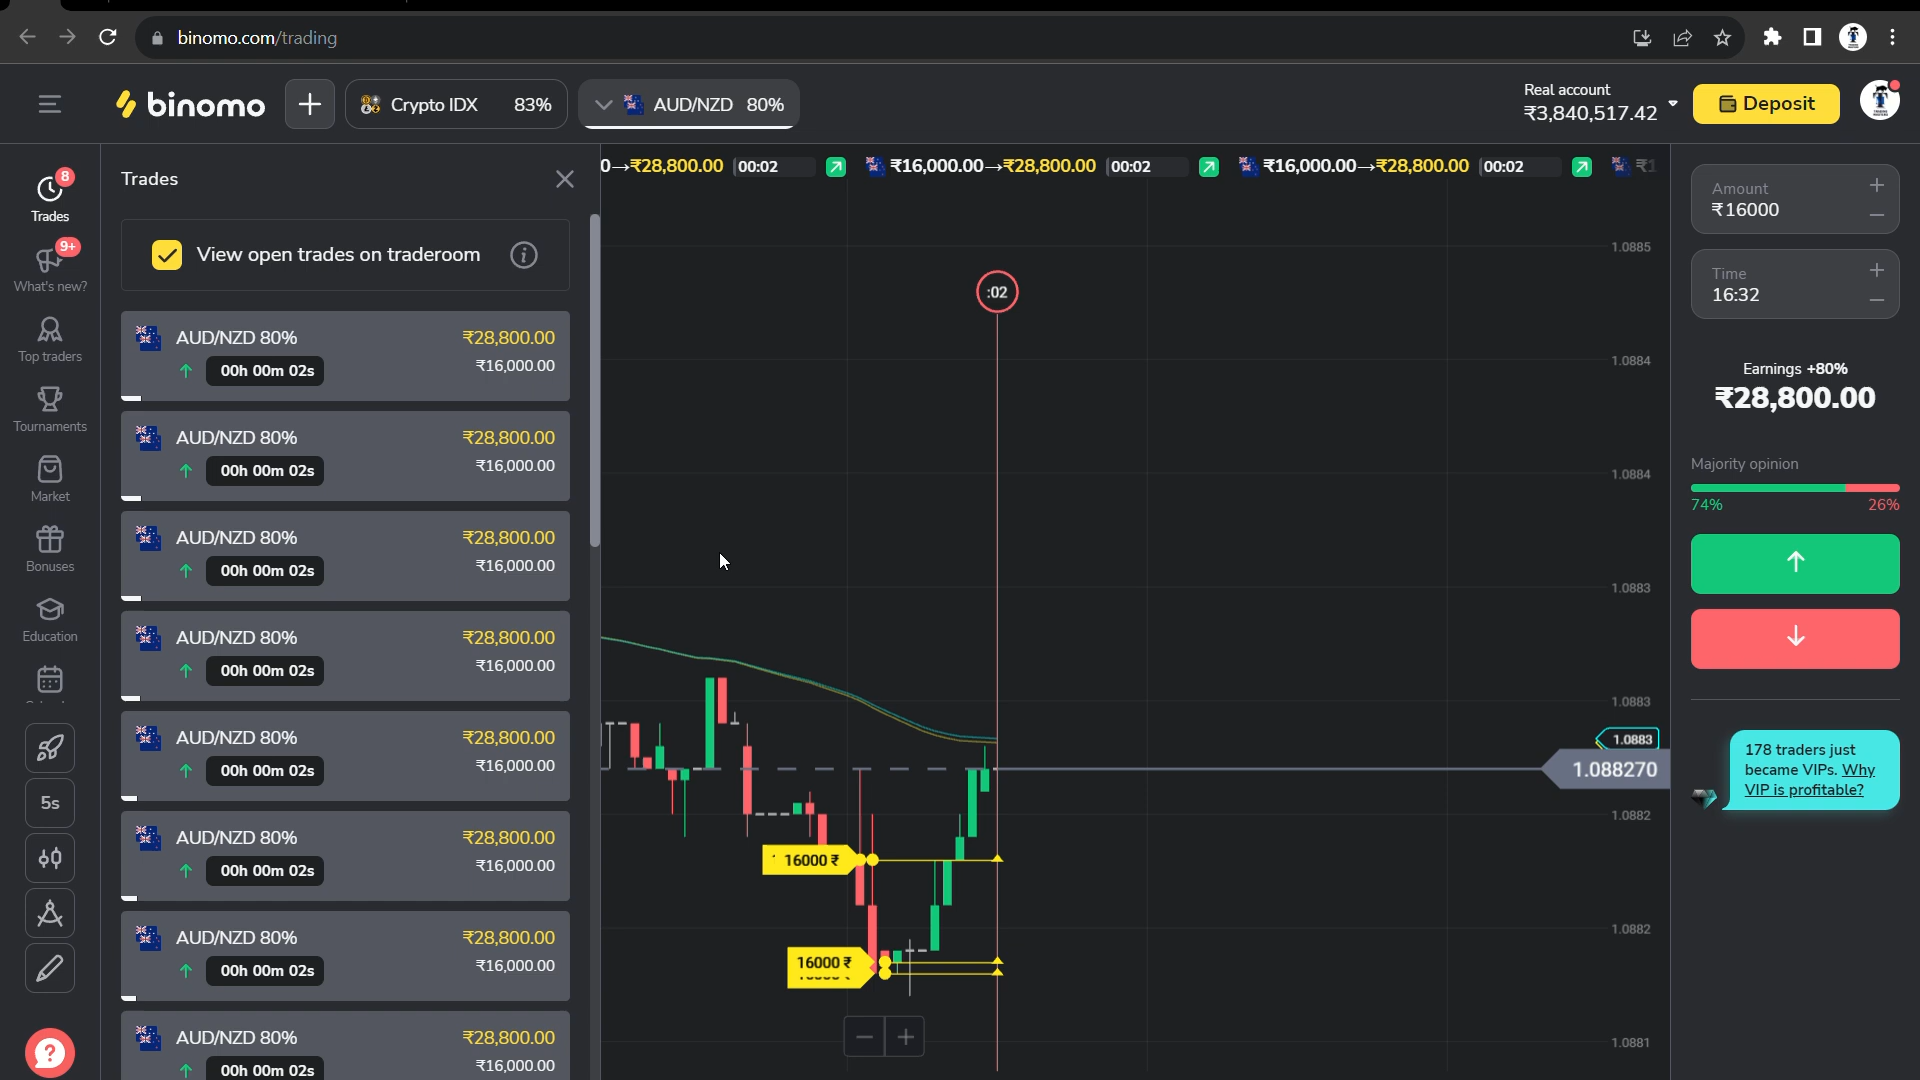 binomo.com/trading
binomo
Crypto IDX 83%
AUD/NZD 80%
Real account
₹3,840,517.42
Deposit
8
Trades
9+
What's new?
Top traders
Tournaments
Market
Bonuses
Education
5s
Trades
View open trades on traderoom
AUD/NZD 80% ₹28,800.00
00h 00m 02s ₹16,000.00
AUD/NZD 80% ₹28,800.00
00h 00m 02s ₹16,000.00
AUD/NZD 80% ₹28,800.00
00h 00m 02s ₹16,000.00
AUD/NZD 80% ₹28,800.00
00h 00m 02s ₹16,000.00
AUD/NZD 80% ₹28,800.00
00h 00m 02s ₹16,000.00
AUD/NZD 80% ₹28,800.00
00h 00m 02s ₹16,000.00
AUD/NZD 80% ₹28,800.00
00h 00m 02s ₹16,000.00
AUD/NZD 80% ₹28,800.00
00h 00m 02s ₹16,000.00
0→₹28,800.00 00:02 ₹16,000.00→₹28,800.00 00:02 ₹16,000.00→₹28,800.00 00:02 ₹1
:02
1.0885
1.0884
1.0884
1.0883
1.0883
1.0883
1.088270
1.0882
16000 ₹
1.0882
16000 ₹
1.0881
Amount
₹16000
Time
16:32
Earnings +80%
₹28,800.00
Majority opinion
74% 26%
178 traders just
became VIPs. Why
VIP is profitable?